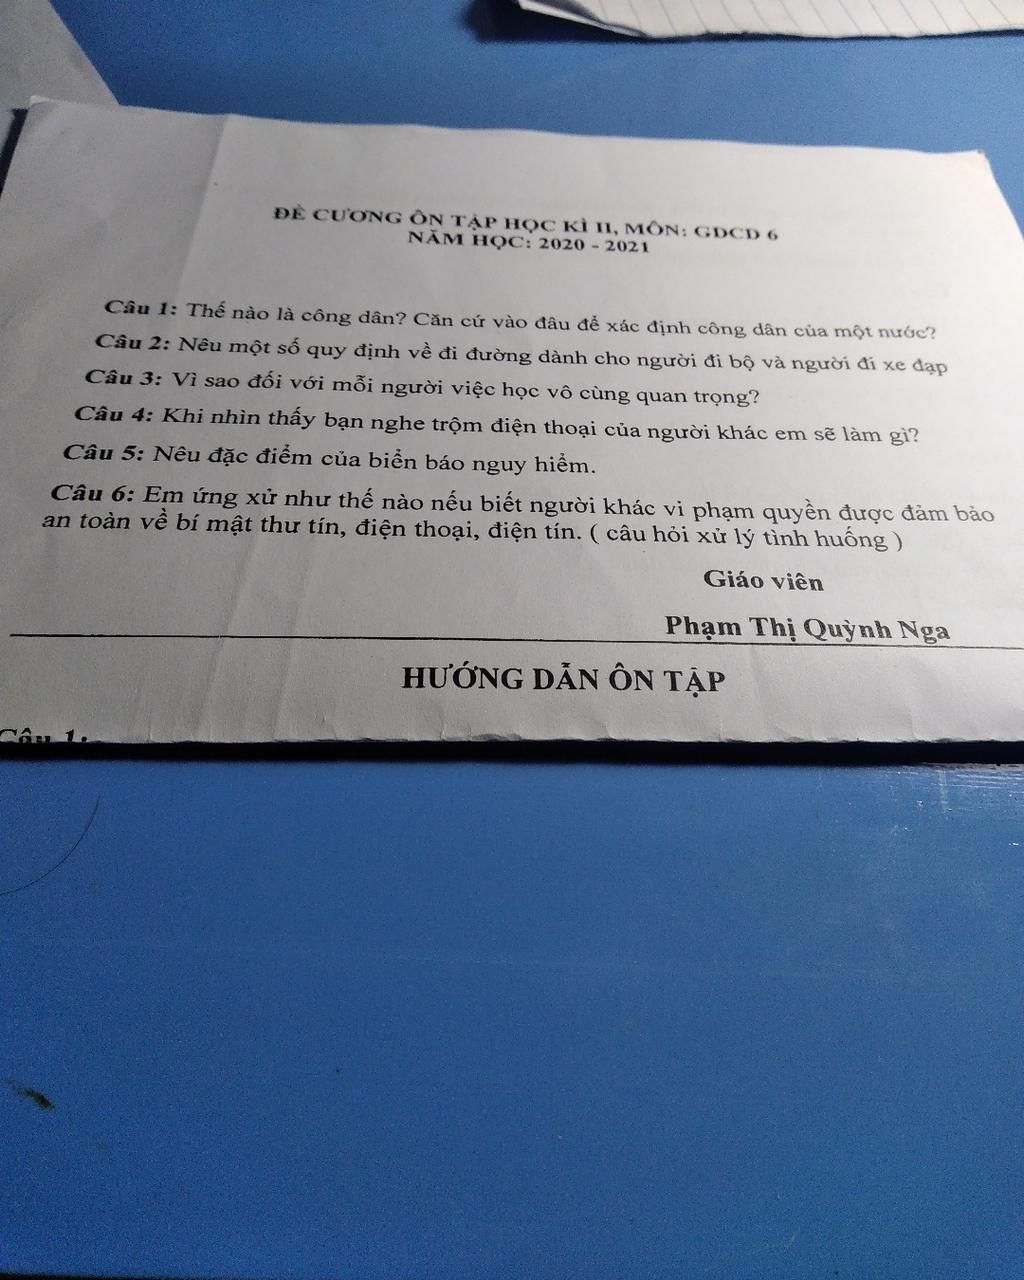 ĐỀ CƯƠNG ÔN TẬP HỌC KÌ II, MÔN: GDCD 6
NĂM HỌC: 2020 - 2021
Câu 1: Thế nào là công dân? Căn cứ vào đâu để xác định công dân của một nước?
Câu 2: Nêu một số quy định về đi đường dành cho người đi bộ và người đi xe đạp
Câu 3: Vì sao đối với mỗi người việc học vô cùng quan trọng?
Câu 4: Khi nhìn thấy bạn nghe trộm điện thoại của người khác em sẽ làm gì?
Câu 5: Nêu đặc điểm của biển báo nguy hiểm.
Câu 6: Em ứng xử như thế nào nếu biết người khác vi phạm quyền được đảm bảo
an toàn về bí mật thư tín, điện thoại, điện tín. ( câu hỏi xử lý tình huống )
Giáo viên
Phạm Thị Quỳnh Nga
HƯỚNG DẪN ÔN TẬP
Câu 1: